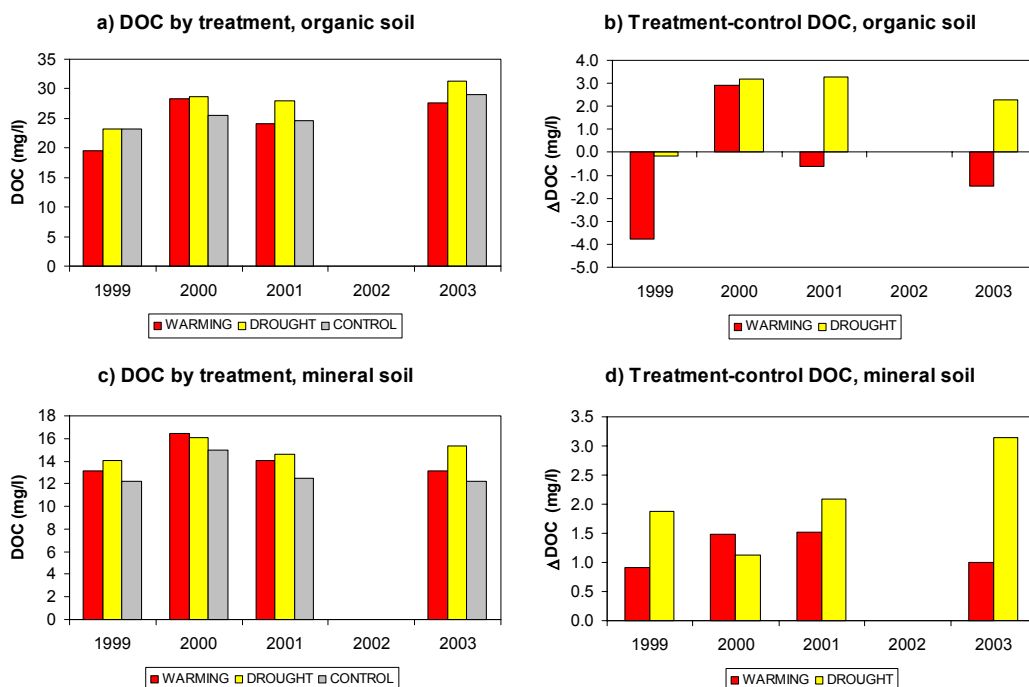 a) DOC by treatment, organic soil
35
30
25
20
15
10
5
0
DOC (mg/l)
1999 2000 2001 2002 2003
WARMING DROUGHT CONTROL
b) Treatment-control DOC, organic soil
4.0
3.0
2.0
1.0
0.0
-1.0
-2.0
-3.0
-4.0
-5.0
ΔDOC (mg/l)
1999 2000 2001 2002 2003
WARMING DROUGHT
c) DOC by treatment, mineral soil
18
16
14
12
10
8
6
4
2
0
DOC (mg/l)
1999 2000 2001 2002 2003
WARMING DROUGHT CONTROL
d) Treatment-control DOC, mineral soil
3.5
3.0
2.5
2.0
1.5
1.0
0.5
0.0
ΔDOC (mg/l)
1999 2000 2001 2002 2003
WARMING DROUGHT